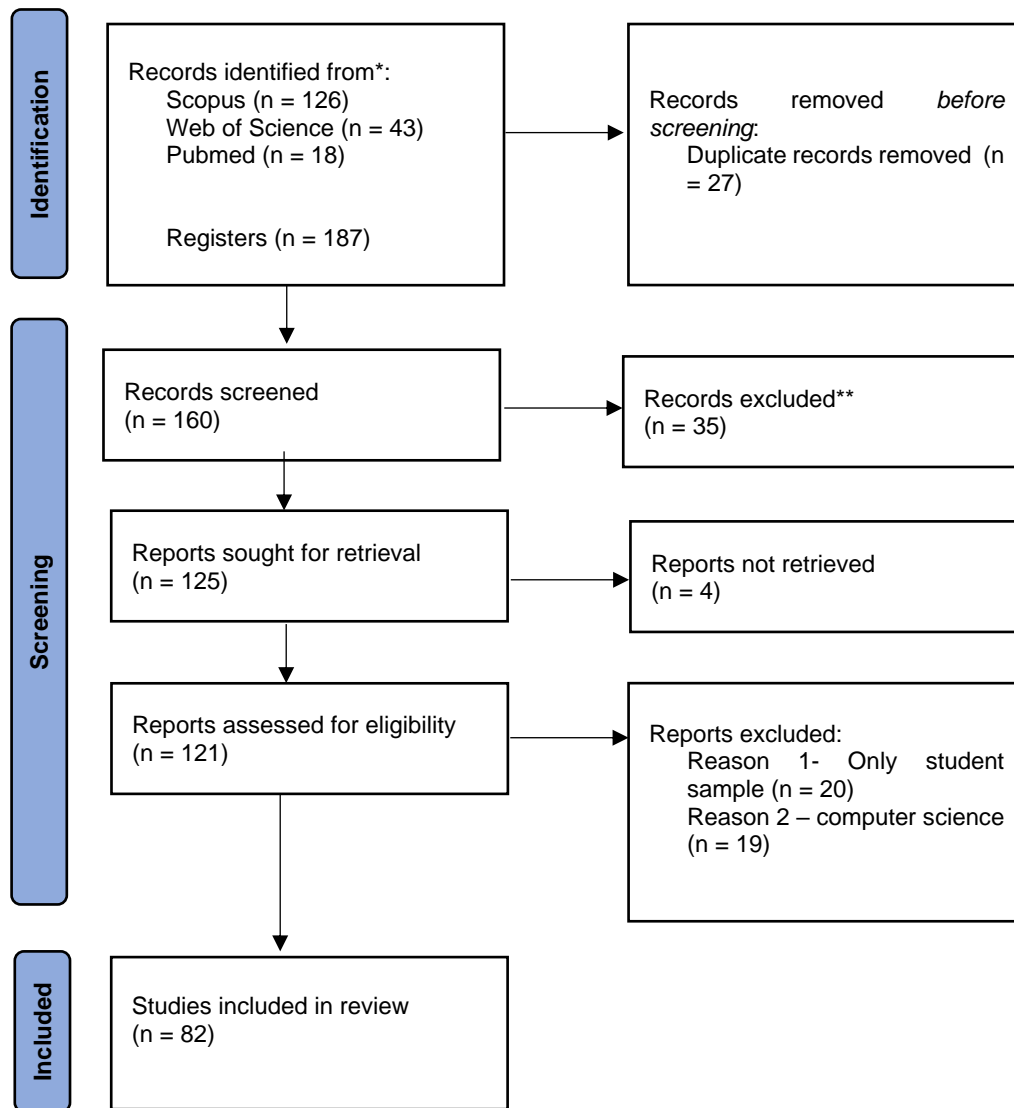 Identification
Records identified from*:
Scopus (n = 126)
Web of Science (n = 43)
Pubmed (n = 18)
Registers (n = 187)
Records removed before
screening:
Duplicate records removed (n
= 27)
Screening
Records screened
(n = 160)
Records excluded**
(n = 35)
Reports sought for retrieval
(n = 125)
Reports not retrieved
(n = 4)
Reports assessed for eligibility
(n = 121)
Reports excluded:
Reason 1- Only student
sample (n = 20)
Reason 2 – computer science
(n = 19)
Included
Studies included in review
(n = 82)